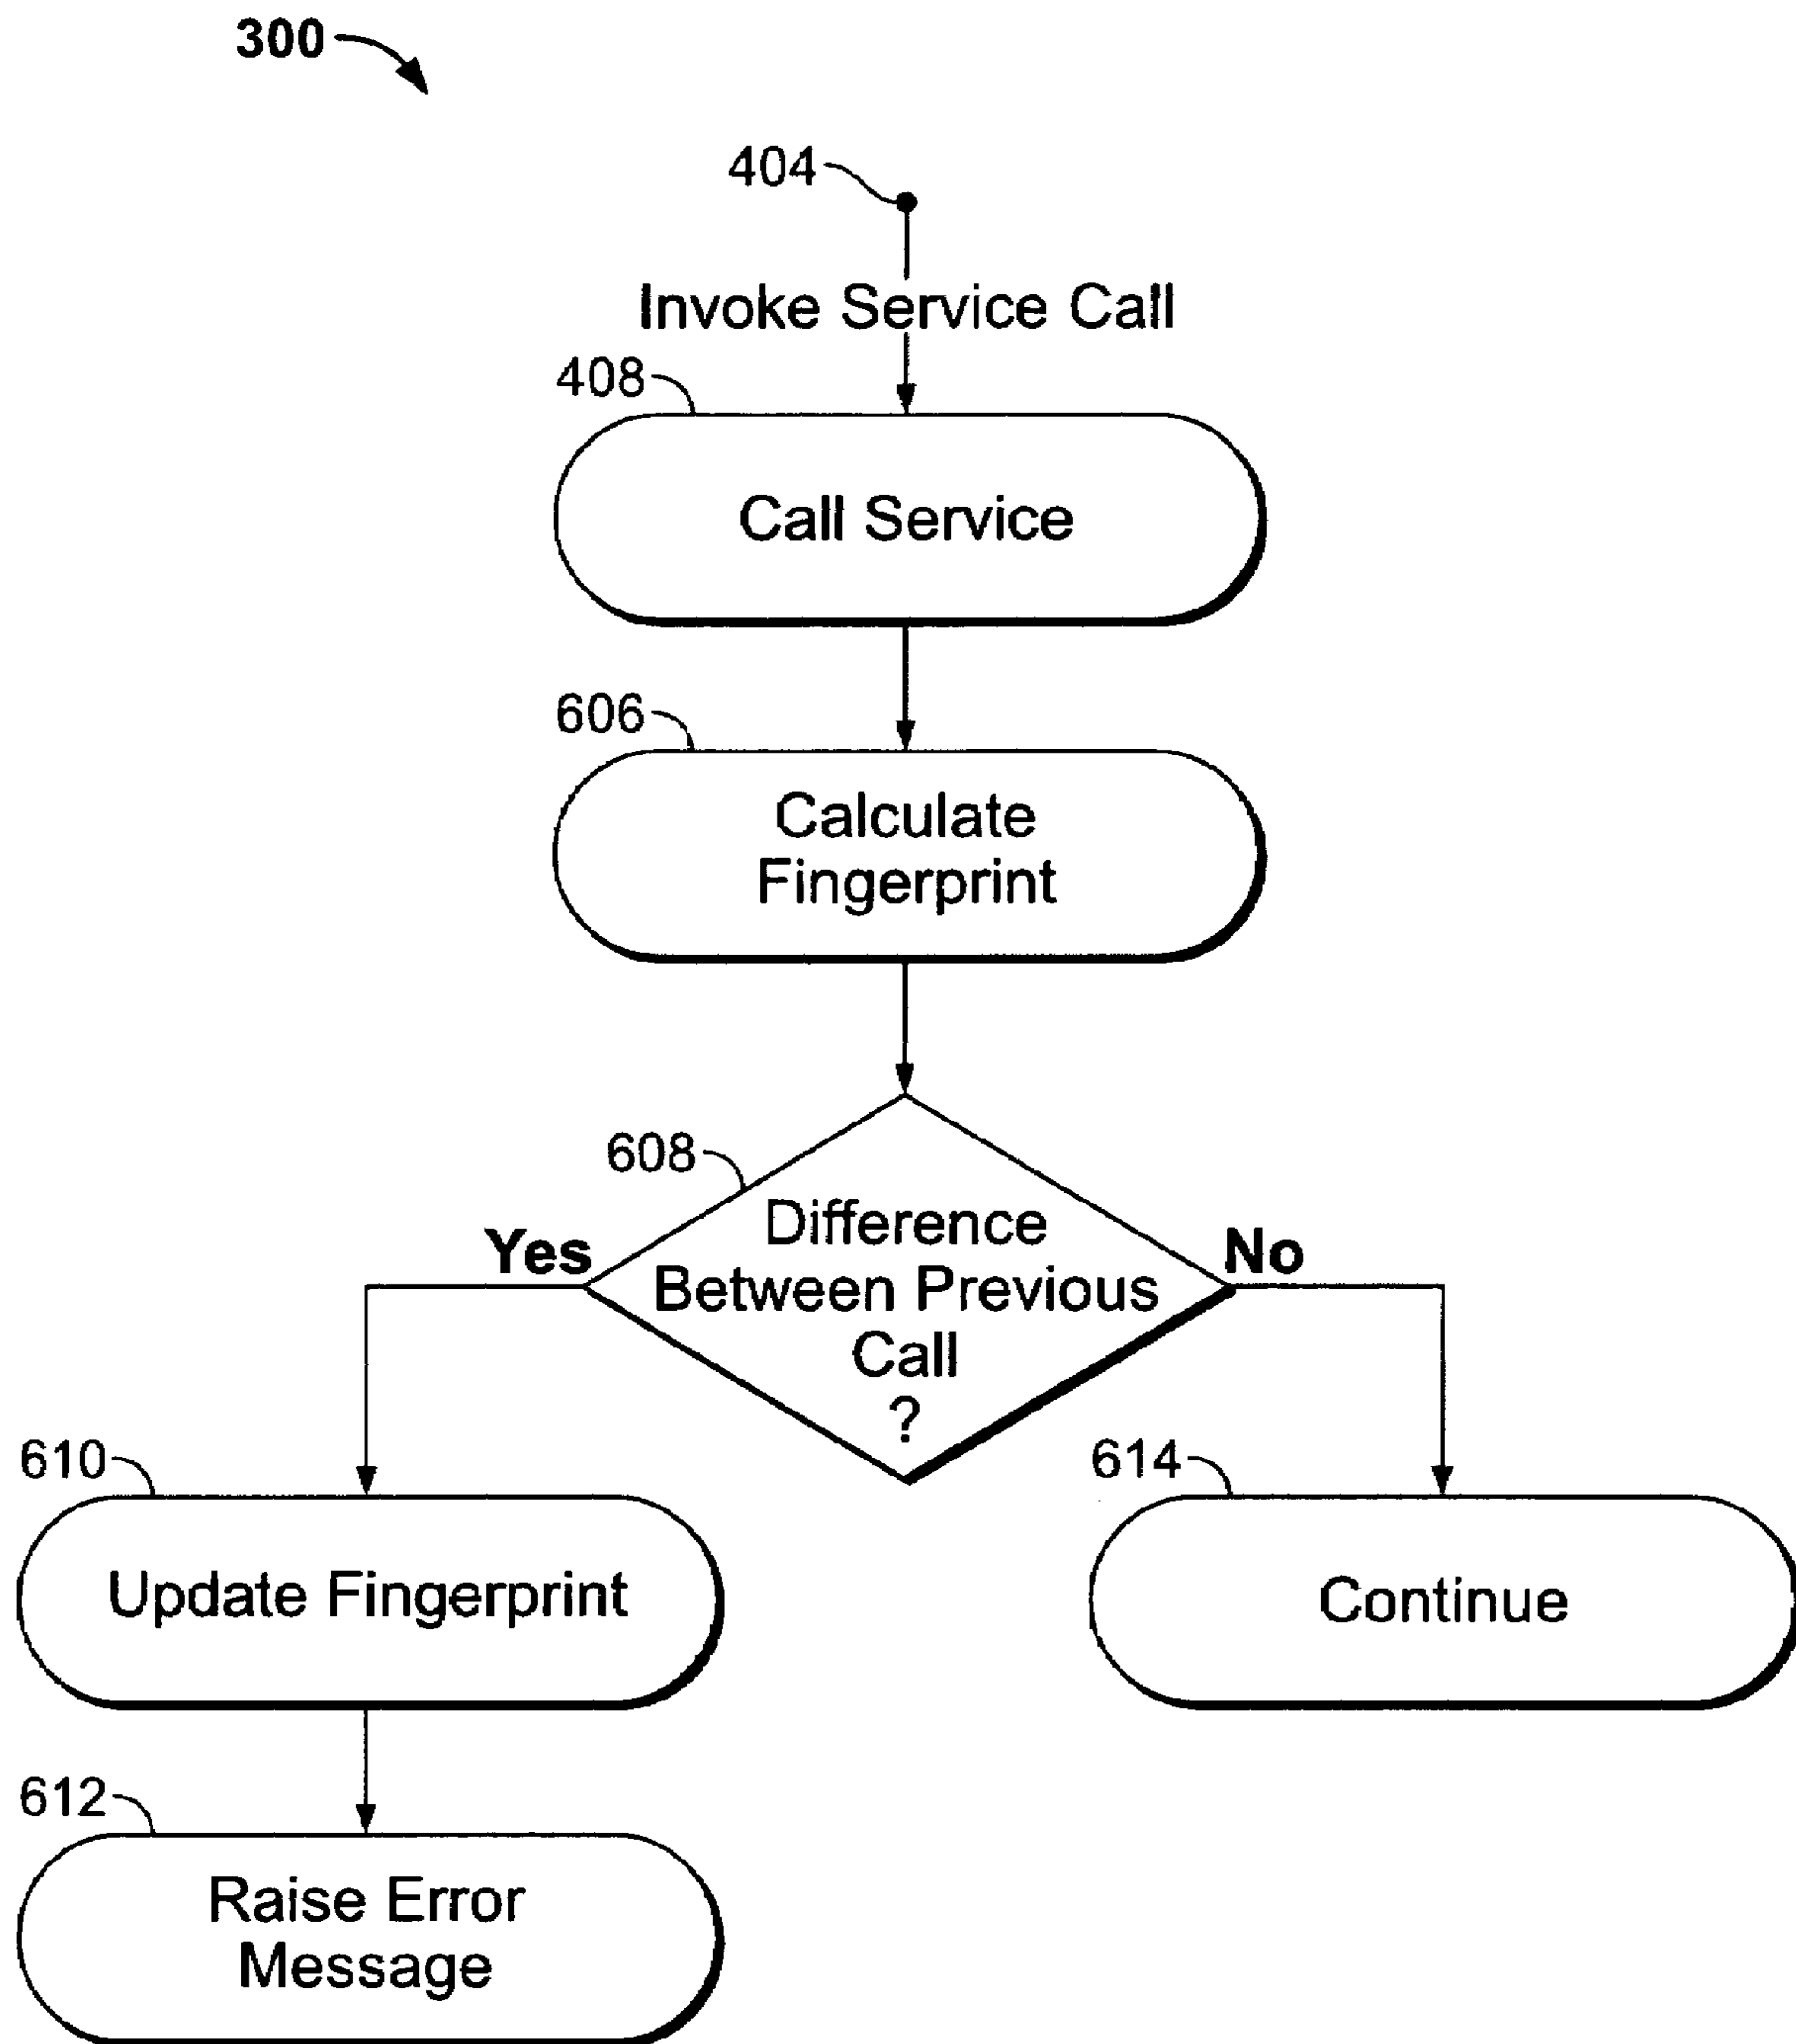 300
404
Invoke Service Call
408
Call Service
606
Calculate
Fingerprint
608
Difference
Between Previous
Call
?
Yes
No
610
Update Fingerprint
614
Continue
612
Raise Error
Message